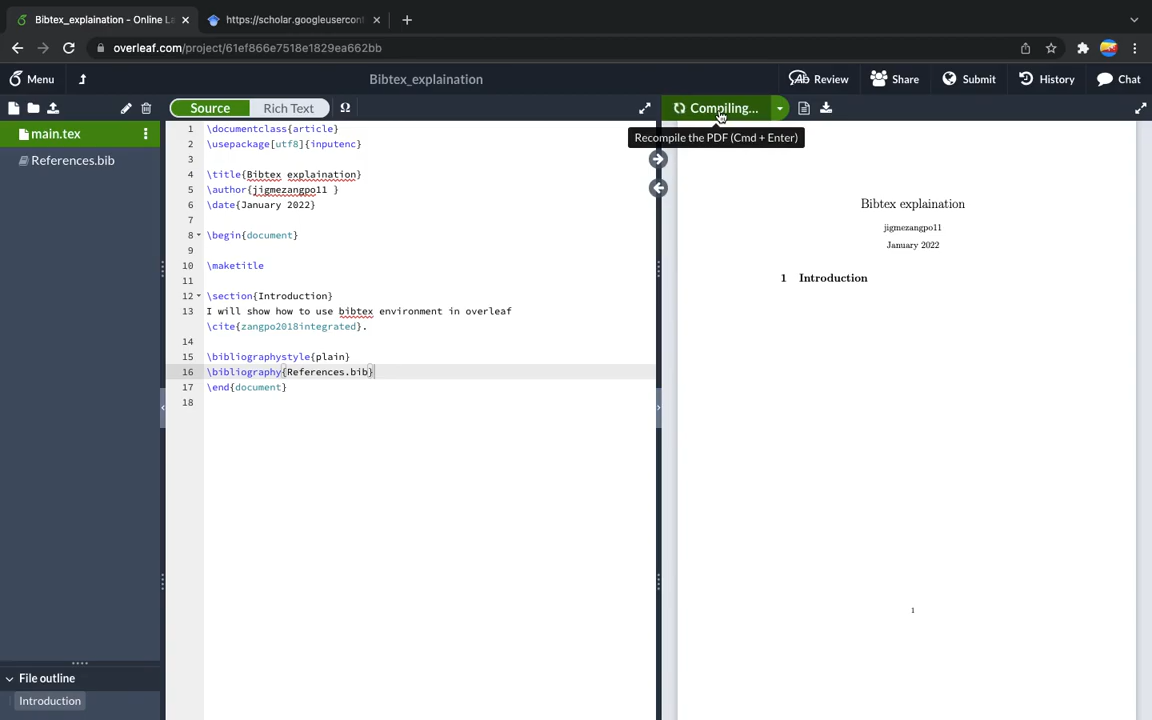 Bibtex_explaination - Online La
https://scholar.googleusercont
overleaf.com/project/61ef866e7518e1829ea662bb
Menu
Bibtex_explaination
Review
Share
Submit
History
Chat
Source
Rich Text
Ω
Compiling...
Recompile the PDF (Cmd + Enter)
main.tex
References.bib
1 \documentclass{article}
2 \usepackage[utf8]{inputenc}
3
4 \title{Bibtex explaination}
5 \author{jigmezangpo11 }
6 \date{January 2022}
7
8 \begin{document}
9
10 \maketitle
11
12 \section{Introduction}
13 I will show how to use bibtex environment in overleaf
\cite{zangpo2018integrated}.
14
15 \bibliographystyle{plain}
16 \bibliography{References.bib}
17 \end{document}
18
Bibtex explaination
jigmezangpo11
January 2022
1 Introduction
1
File outline
Introduction